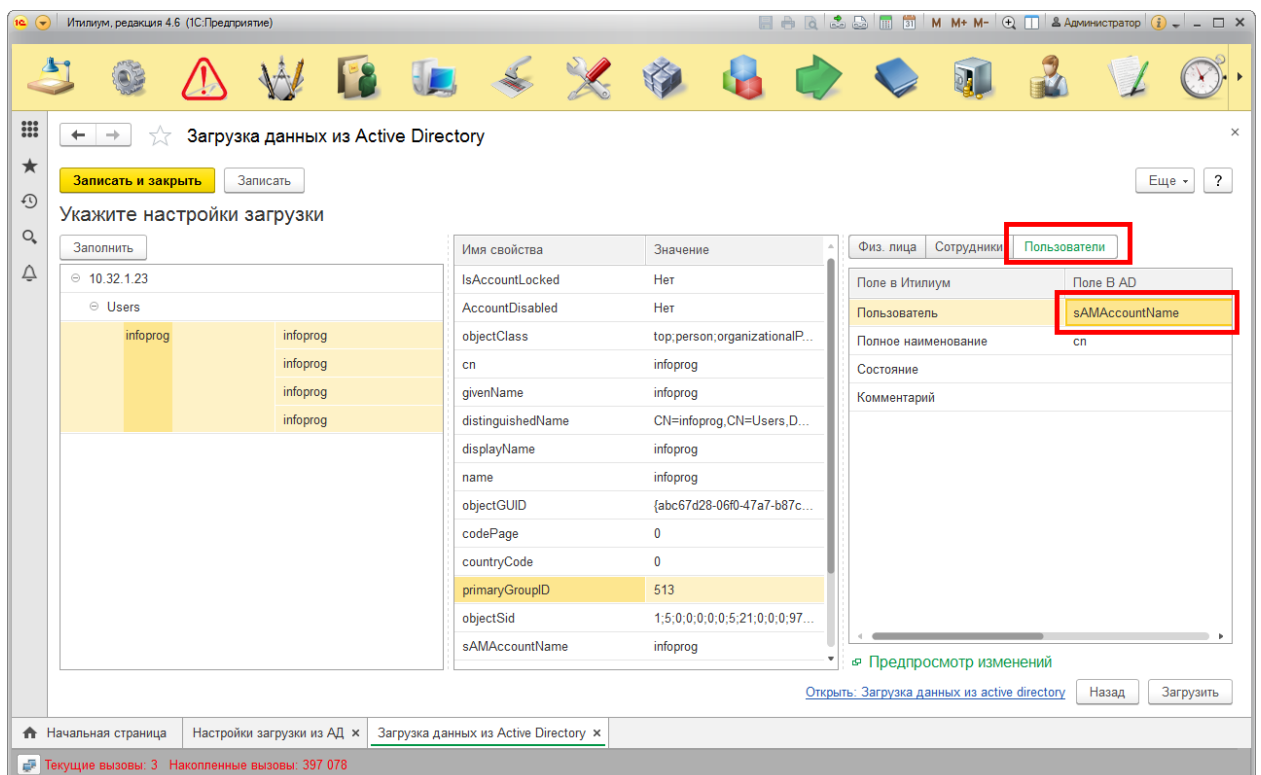 Итилиум, редакция 4.6 (1С:Предприятие)
M M+ M- Администратор
Загрузка данных из Active Directory
Записать и закрыть Записать Еще ?
Укажите настройки загрузки
Заполнить
10.32.1.23
Users
infoprog infoprog
infoprog
infoprog
infoprog
Имя свойства Значение
IsAccountLocked Нет
AccountDisabled Нет
objectClass top;person;organizationalP...
cn infoprog
givenName infoprog
distinguishedName CN=infoprog,CN=Users,D...
displayName infoprog
name infoprog
objectGUID {abc67d28-06f0-47a7-b87c...
codePage 0
countryCode 0
primaryGroupID 513
objectSid 1;5;0;0;0;0;0;5;21;0;0;0;97...
sAMAccountName infoprog
Физ. лица Сотрудники Пользователи
Поле в Итилиум Поле В AD
Пользователь sAMAccountName
Полное наименование cn
Состояние
Комментарий
Предпросмотр изменений
Открыть: Загрузка данных из active directory Назад Загрузить
Начальная страница Настройки загрузки из АД Загрузка данных из Active Directory
Текущие вызовы: 3 Накопленные вызовы: 397 078